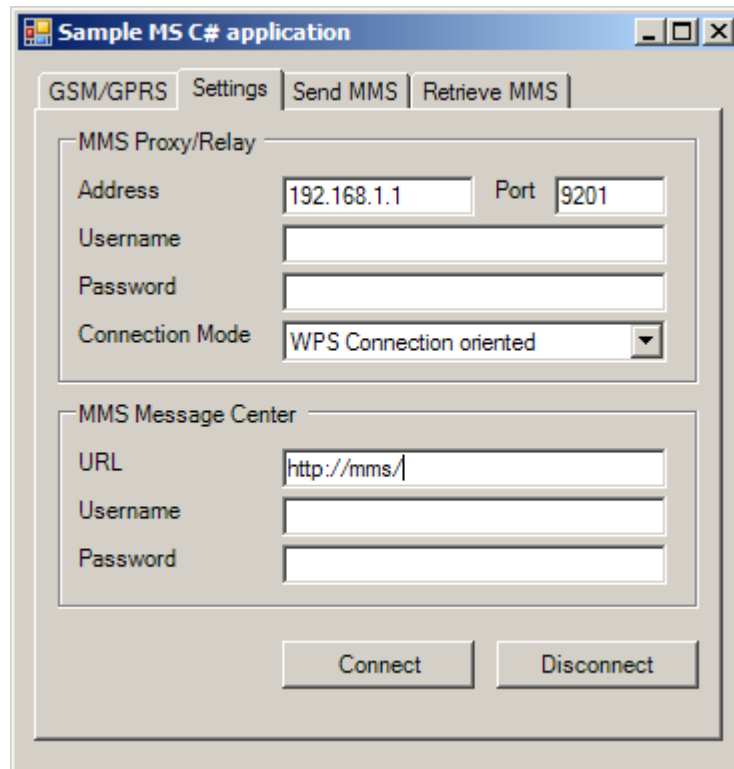 Sample MS C# application
GSM/GPRS Settings Send MMS Retrieve MMS
MMS Proxy/Relay
Address 192.168.1.1 Port 9201
Username
Password
Connection Mode WPS Connection oriented
MMS Message Center
URL http://mms/
Username
Password
Connect Disconnect